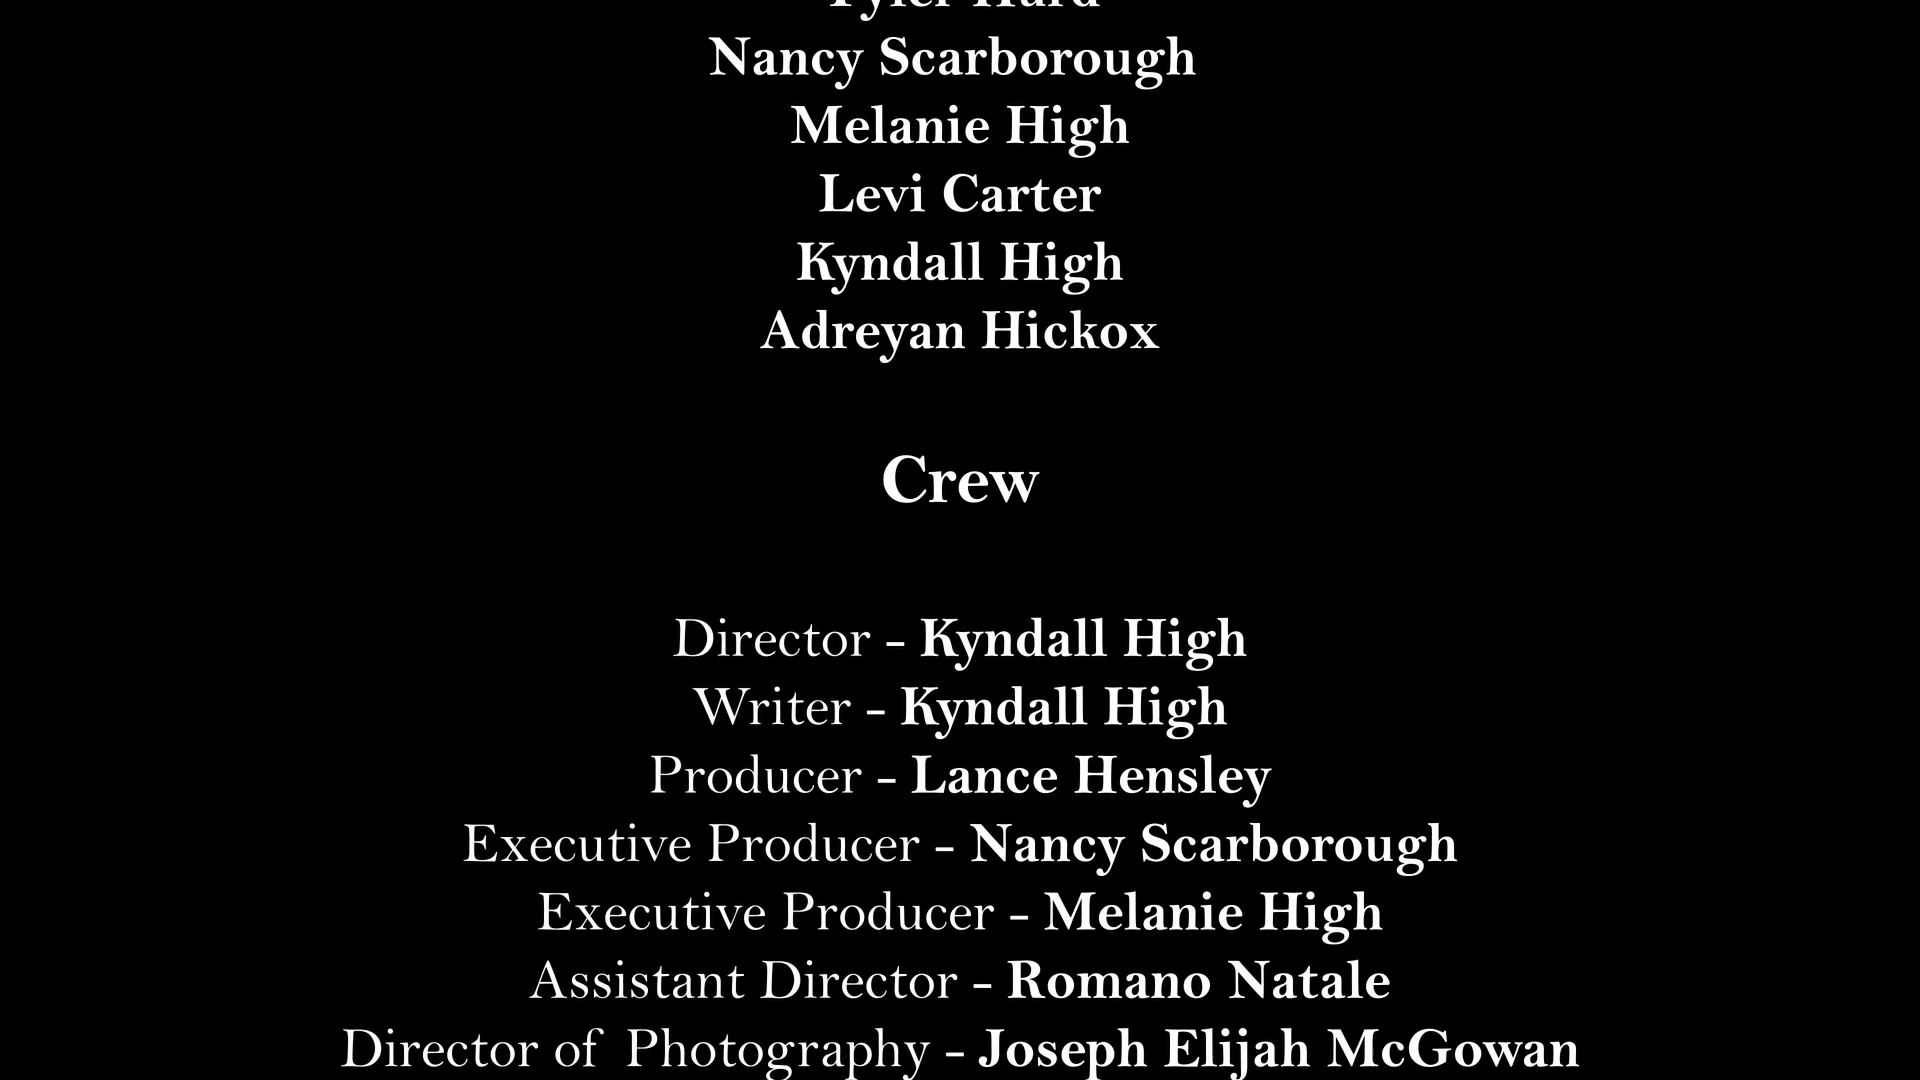 Nancy Scarborough
Melanie High
Levi Carter
Kyndall High
Adreyan Hickox
Crew
Director - Kyndall High
Writer - Kyndall High
Producer - Lance Hensley
Executive Producer - Nancy Scarborough
Executive Producer - Melanie High
Assistant Director - Romano Natale
Director of Photography - Joseph Elijah McGowan